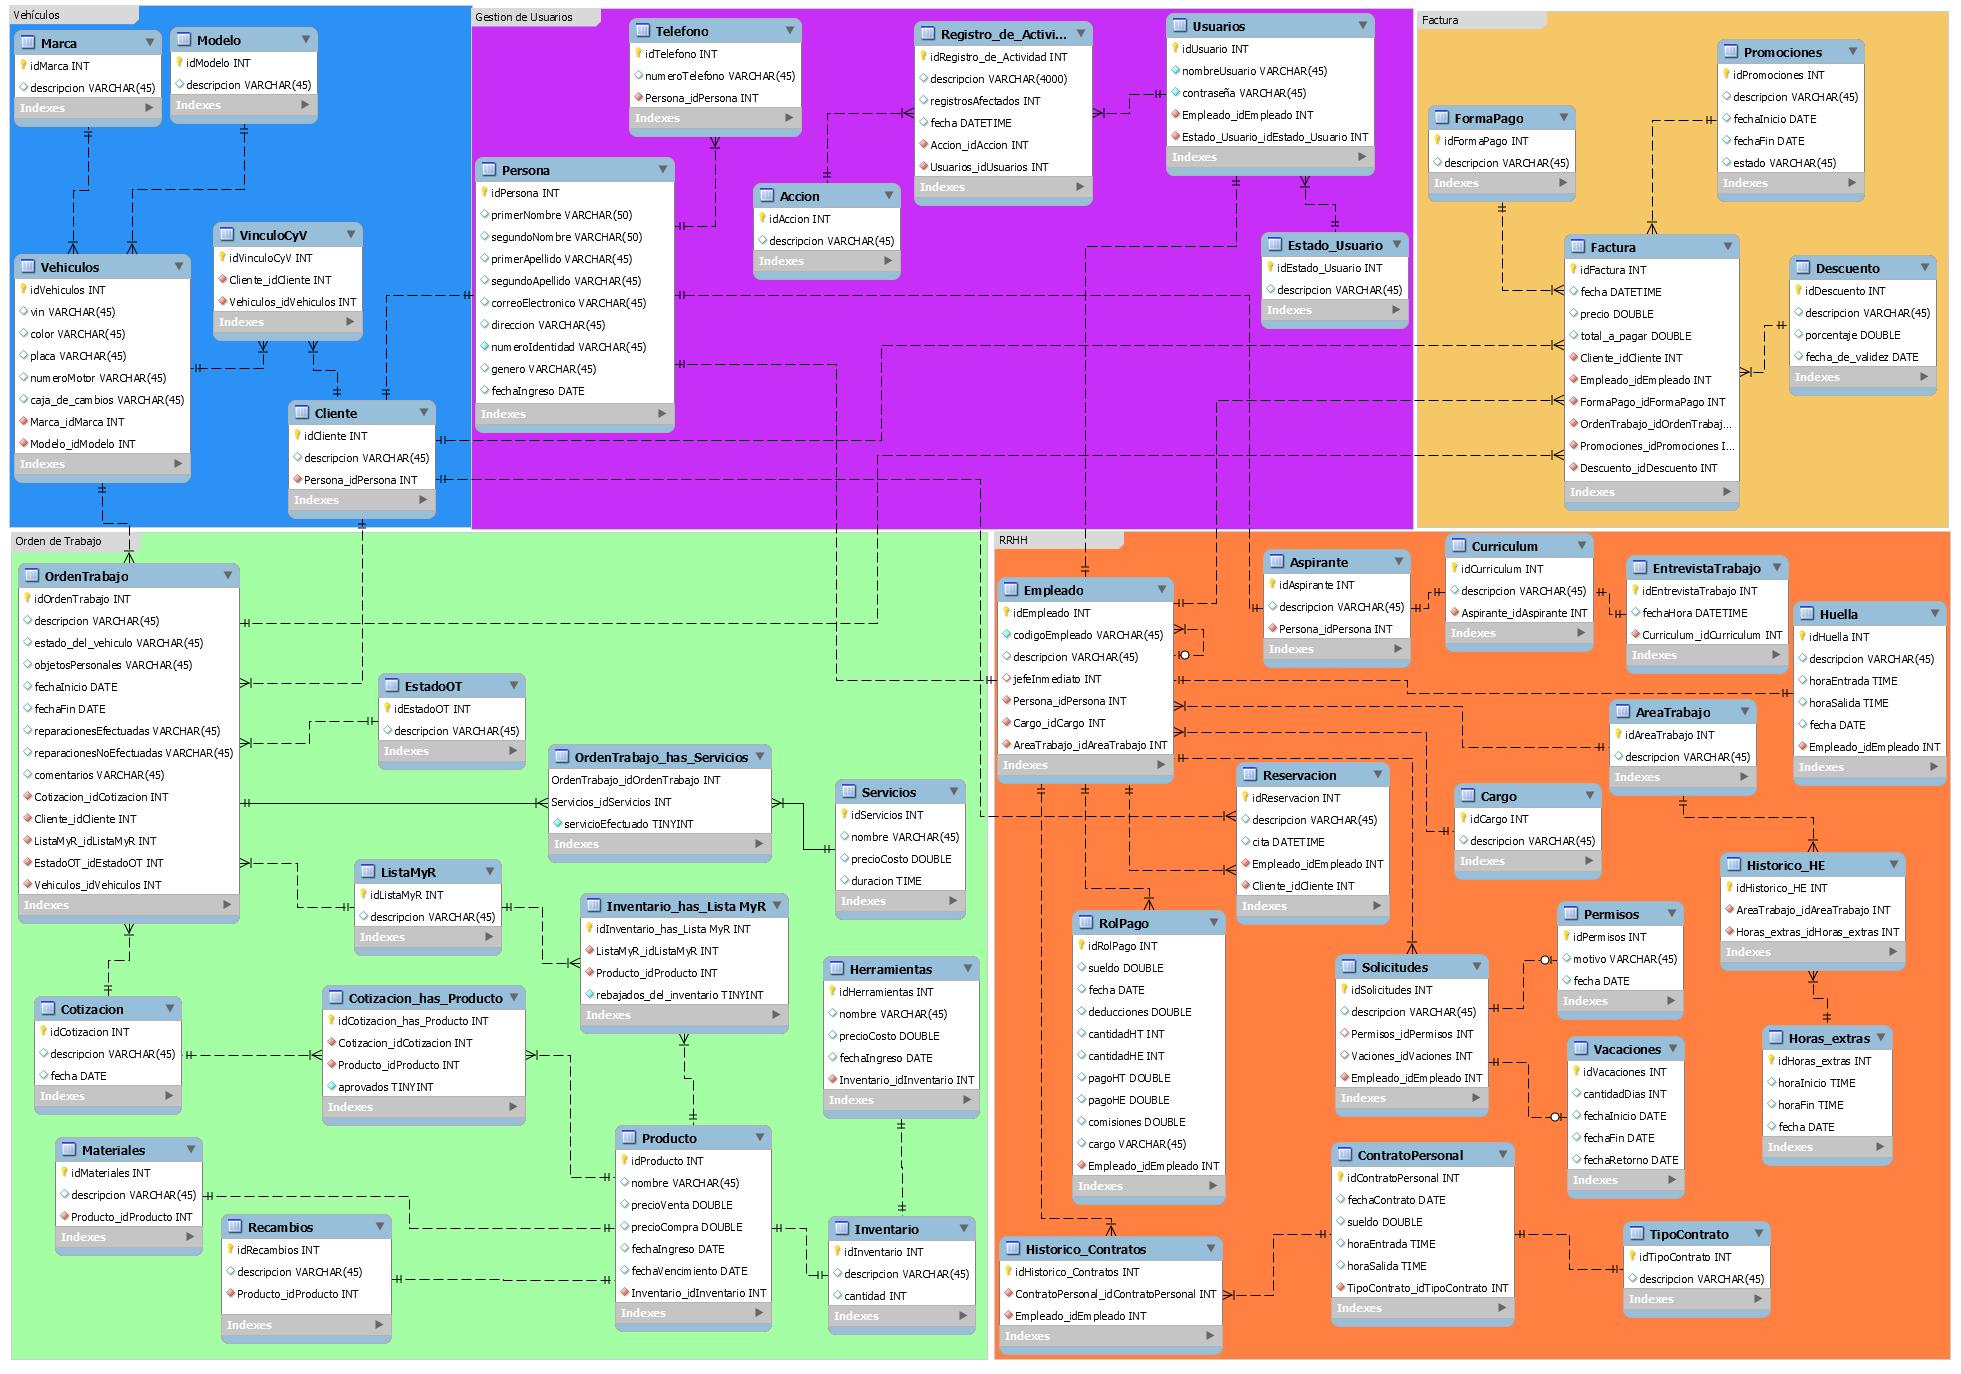 Vehículos
Marca
idMarca INT
descripcion VARCHAR(45)
Indexes
Modelo
idModelo INT
descripcion VARCHAR(45)
Indexes
VinculoCyV
idVinculoCyV INT
Cliente_idCliente INT
Vehiculos_idVehiculos INT
Indexes
Vehiculos
idVehiculos INT
vin VARCHAR(45)
color VARCHAR(45)
placa VARCHAR(45)
numeroMotor VARCHAR(45)
caja_de_cambios VARCHAR(45)
Marca_idMarca INT
Modelo_idModelo INT
Indexes
Cliente
idCliente INT
descripcion VARCHAR(45)
Persona_idPersona INT
Indexes
Gestion de Usuarios
Telefono
idTelefono INT
numeroTelefono VARCHAR(45)
Persona_idPersona INT
Indexes
Registro_de_Activi...
idRegistro_de_Actividad INT
descripcion VARCHAR(4000)
registrosAfectados INT
fecha DATETIME
Accion_idAccion INT
Usuarios_idUsuarios INT
Indexes
Usuarios
idUsuario INT
nombreUsuario VARCHAR(45)
contraseña VARCHAR(45)
Empleado_idEmpleado INT
Estado_Usuario_idEstado_Usuario INT
Indexes
Persona
idPersona INT
primerNombre VARCHAR(50)
segundoNombre VARCHAR(50)
primerApellido VARCHAR(45)
segundoApellido VARCHAR(45)
correoElectronico VARCHAR(45)
direccion VARCHAR(45)
numeroIdentidad VARCHAR(45)
genero VARCHAR(45)
fechaIngreso DATE
Indexes
Accion
idAccion INT
descripcion VARCHAR(45)
Indexes
Estado_Usuario
idEstado_Usuario INT
descripcion VARCHAR(45)
Indexes
Factura
Promociones
idPromociones INT
descripcion VARCHAR(45)
fechaInicio DATE
fechaFin DATE
estado VARCHAR(45)
Indexes
FormaPago
idFormaPago INT
descripcion VARCHAR(45)
Indexes
Factura
idFactura INT
fecha DATETIME
precio DOUBLE
total_a_pagar DOUBLE
Cliente_idCliente INT
Empleado_idEmpleado INT
FormaPago_idFormaPago INT
OrdenTrabajo_idOrdenTrabaj...
Promociones_idPromociones I...
Descuento_idDescuento INT
Indexes
Descuento
idDescuento INT
descripcion VARCHAR(45)
porcentaje DOUBLE
fecha_de_validez DATE
Indexes
Orden de Trabajo
OrdenTrabajo
idOrdenTrabajo INT
descripcion VARCHAR(45)
estado_del_vehiculo VARCHAR(45)
objetosPersonales VARCHAR(45)
fechaInicio DATE
fechaFin DATE
reparacionesEfectuadas VARCHAR(45)
reparacionesNoEfectuadas VARCHAR(45)
comentarios VARCHAR(45)
Cotizacion_idCotizacion INT
Cliente_idCliente INT
ListaMyR_idListaMyR INT
EstadoOT_idEstadoOT INT
Vehiculos_idVehiculos INT
Indexes
EstadoOT
idEstadoOT INT
descripcion VARCHAR(45)
Indexes
OrdenTrabajo_has_Servicios
OrdenTrabajo_idOrdenTrabajo INT
Servicios_idServicios INT
servicioEfectuado TINYINT
Indexes
Servicios
idServicios INT
nombre VARCHAR(45)
precioCosto DOUBLE
duracion TIME
Indexes
ListaMyR
idListaMyR INT
descripcion VARCHAR(45)
Indexes
Inventario_has_Lista MyR
idInventario_has_Lista MyR INT
ListaMyR_idListaMyR INT
Producto_idProducto INT
rebajados_del_inventario TINYINT
Indexes
Herramientas
idHerramientas INT
nombre VARCHAR(45)
precioCosto DOUBLE
fechaIngreso DATE
Inventario_idInventario INT
Indexes
Cotizacion
idCotizacion INT
descripcion VARCHAR(45)
fecha DATE
Indexes
Cotizacion_has_Producto
idCotizacion_has_Producto INT
Cotizacion_idCotizacion INT
Producto_idProducto INT
aprovados TINYINT
Indexes
Materiales
idMateriales INT
descripcion VARCHAR(45)
Producto_idProducto INT
Indexes
Recambios
idRecambios INT
descripcion VARCHAR(45)
Producto_idProducto INT
Indexes
Producto
idProducto INT
nombre VARCHAR(45)
precioVenta DOUBLE
precioCompra DOUBLE
fechaIngreso DATE
fechaVencimiento DATE
Inventario_idInventario INT
Indexes
Inventario
idInventario INT
descripcion VARCHAR(45)
cantidad INT
Indexes
RRHH
Empleado
idEmpleado INT
codigoEmpleado VARCHAR(45)
descripcion VARCHAR(45)
jefeInmediato INT
Persona_idPersona INT
Cargo_idCargo INT
AreaTrabajo_idAreaTrabajo INT
Indexes
Aspirante
idAspirante INT
descripcion VARCHAR(45)
Persona_idPersona INT
Indexes
Curriculum
idCurriculum INT
descripcion VARCHAR(45)
Aspirante_idAspirante INT
Indexes
EntrevistaTrabajo
idEntrevistaTrabajo INT
fechaHora DATETIME
Curriculum_idCurriculum INT
Indexes
Huella
idHuella INT
descripcion VARCHAR(45)
horaEntrada TIME
horaSalida TIME
fecha DATE
Empleado_idEmpleado INT
Indexes
AreaTrabajo
idAreaTrabajo INT
descripcion VARCHAR(45)
Indexes
Reservacion
idReservacion INT
descripcion VARCHAR(45)
cita DATETIME
Empleado_idEmpleado INT
Cliente_idCliente INT
Indexes
Cargo
idCargo INT
descripcion VARCHAR(45)
Indexes
Historico_HE
idHistorico_HE INT
AreaTrabajo_idAreaTrabajo INT
Horas_extras_idHoras_extras INT
Indexes
RolPago
idRolPago INT
sueldo DOUBLE
fecha DATE
deducciones DOUBLE
cantidadHT INT
cantidadHE INT
pagoHT DOUBLE
pagoHE DOUBLE
comisiones DOUBLE
cargo VARCHAR(45)
Empleado_idEmpleado INT
Indexes
Solicitudes
idSolicitudes INT
descripcion VARCHAR(45)
Permisos_idPermisos INT
Vaciones_idVaciones INT
Empleado_idEmpleado INT
Indexes
Permisos
idPermisos INT
motivo VARCHAR(45)
fecha DATE
Indexes
Vacaciones
idVacaciones INT
cantidadDias INT
fechaInicio DATE
fechaFin DATE
fechaRetorno DATE
Indexes
Horas_extras
idHoras_extras INT
horaInicio TIME
horaFin TIME
fecha DATE
Indexes
Historico_Contratos
idHistorico_Contratos INT
ContratoPersonal_idContratoPersonal INT
Empleado_idEmpleado INT
Indexes
ContratoPersonal
idContratoPersonal INT
fechaContrato DATE
sueldo DOUBLE
horaEntrada TIME
horaSalida TIME
TipoContrato_idTipoContrato INT
Indexes
TipoContrato
idTipoContrato INT
descripcion VARCHAR(45)
Indexes